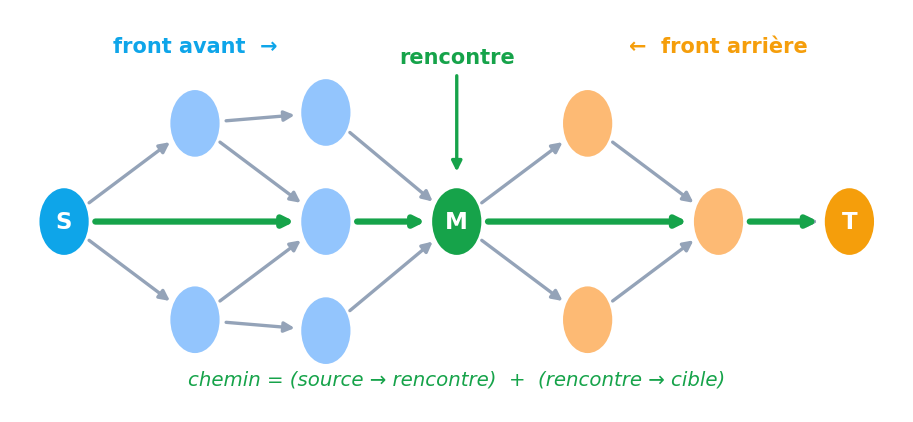 front avant →
← front arrière
rencontre
S
M
T
chemin = (source → rencontre) + (rencontre → cible)